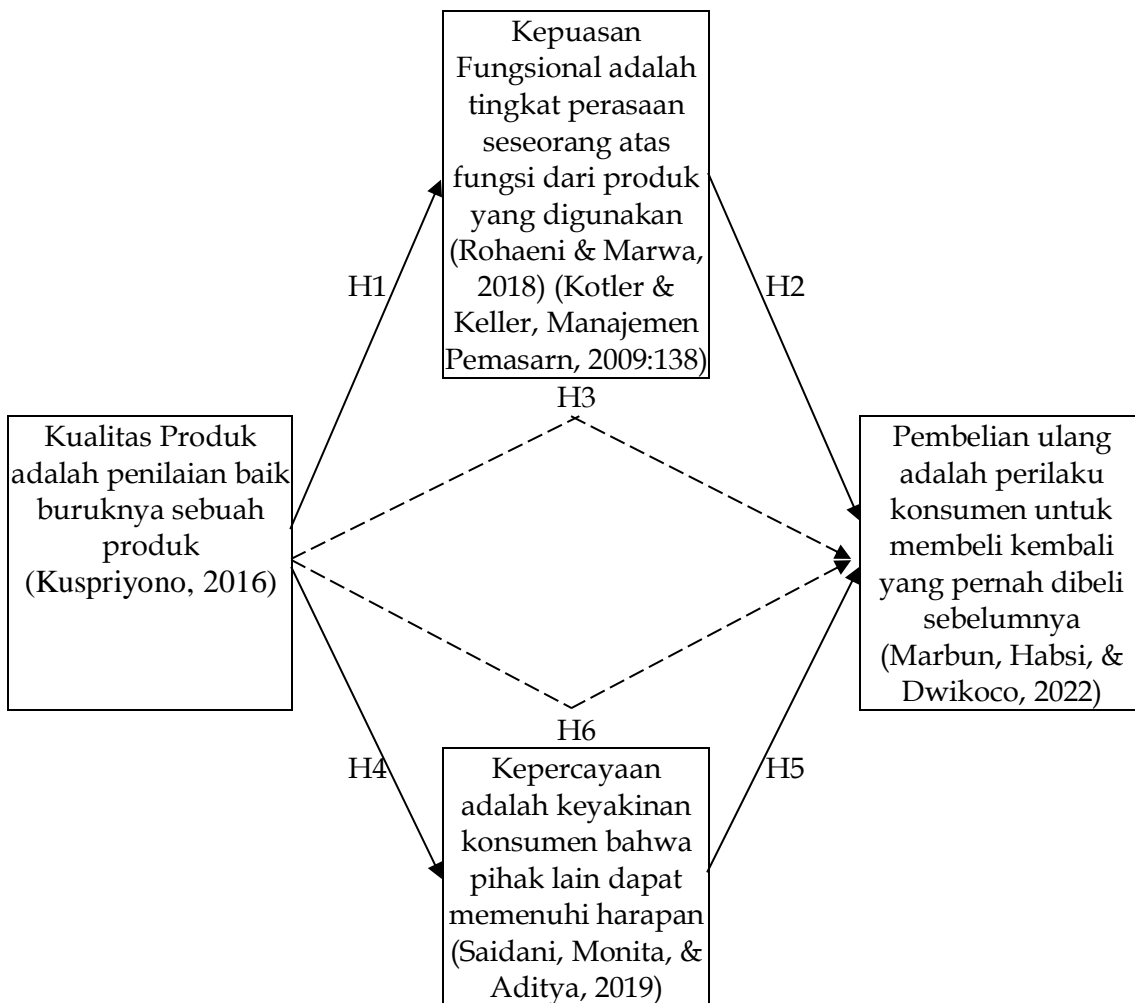 Kepuasan
Fungsional adalah
tingkat perasaan
seseorang atas
fungsi dari produk
yang digunakan
(Rohaeni & Marwa,
2018) (Kotler &
Keller, Manajemen
Pemasarn, 2009:138)
H1
H2
H3
Kualitas Produk
adalah penilaian baik
buruknya sebuah
produk
(Kuspriyono, 2016)
Pembelian ulang
adalah perilaku
konsumen untuk
membeli kembali
yang pernah dibeli
sebelumnya
(Marbun, Habsi, &
Dwikoco, 2022)
H6
H4
H5
Kepercayaan
adalah keyakinan
konsumen bahwa
pihak lain dapat
memenuhi harapan
(Saidani, Monita, &
Aditya, 2019)